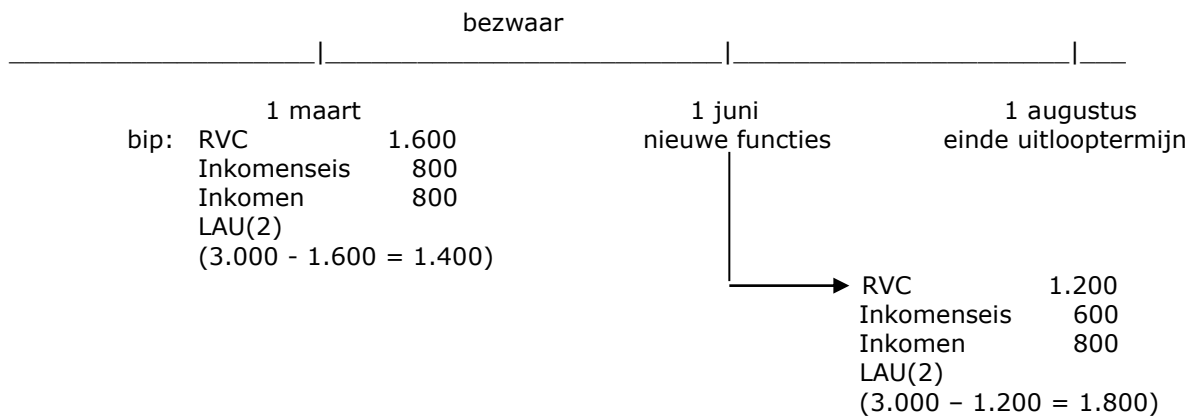 bezwaar
1 maart 1 juni 1 augustus
bip: RVC 1.600 nieuwe functies einde uitlooptermijn
Inkomenseis 800
Inkomen 800
LAU(2)
(3.000 - 1.600 = 1.400)
RVC 1.200
Inkomenseis 600
Inkomen 800
LAU(2)
(3.000 – 1.200 = 1.800)